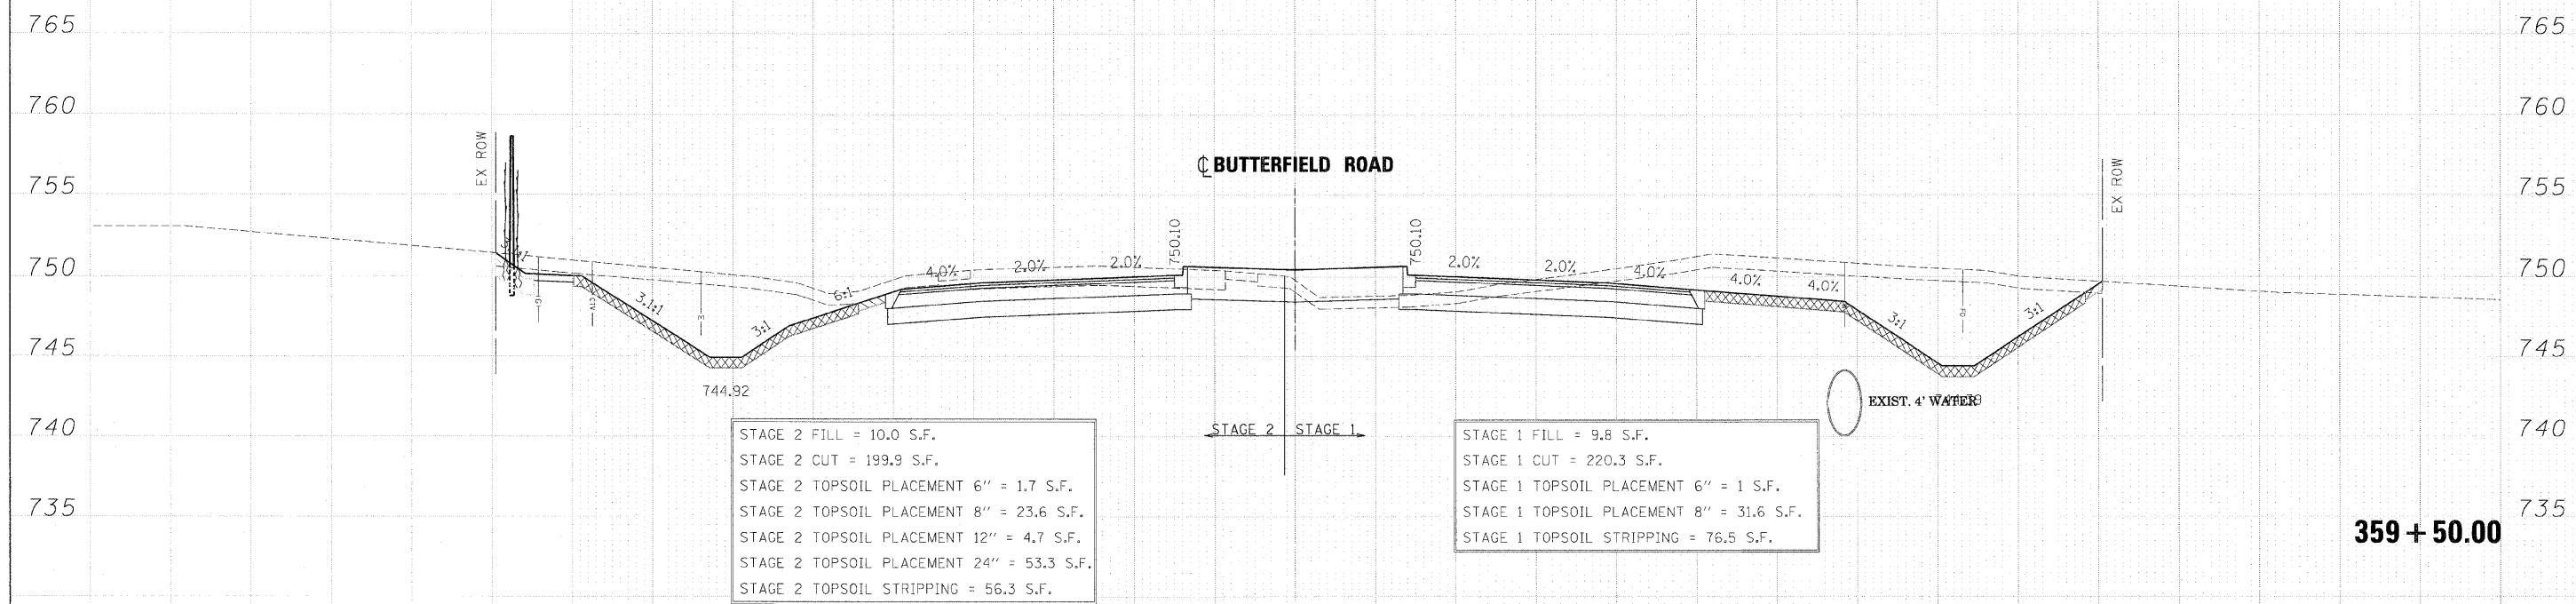 765 765
760 760
EX ROW
℄ BUTTERFIELD ROAD
755 755
EX ROW
750.10 750.10
750 750
4.0% 2.0% 2.0% 2.0% 2.0% 4.0% 4.0% 4.0%
3.1:1 3:1 6:1 3:1 3:1
745 745
744.92
EXIST. 4' WATER
740 740
STAGE 2 STAGE 1
735 735
STAGE 2 FILL = 10.0 S.F.
STAGE 2 CUT = 199.9 S.F.
STAGE 2 TOPSOIL PLACEMENT 6" = 1.7 S.F.
STAGE 2 TOPSOIL PLACEMENT 8" = 23.6 S.F.
STAGE 2 TOPSOIL PLACEMENT 12" = 4.7 S.F.
STAGE 2 TOPSOIL PLACEMENT 24" = 53.3 S.F.
STAGE 2 TOPSOIL STRIPPING = 56.3 S.F.
STAGE 1 FILL = 9.8 S.F.
STAGE 1 CUT = 220.3 S.F.
STAGE 1 TOPSOIL PLACEMENT 6" = 1 S.F.
STAGE 1 TOPSOIL PLACEMENT 8" = 31.6 S.F.
STAGE 1 TOPSOIL STRIPPING = 76.5 S.F.
359 + 50.00